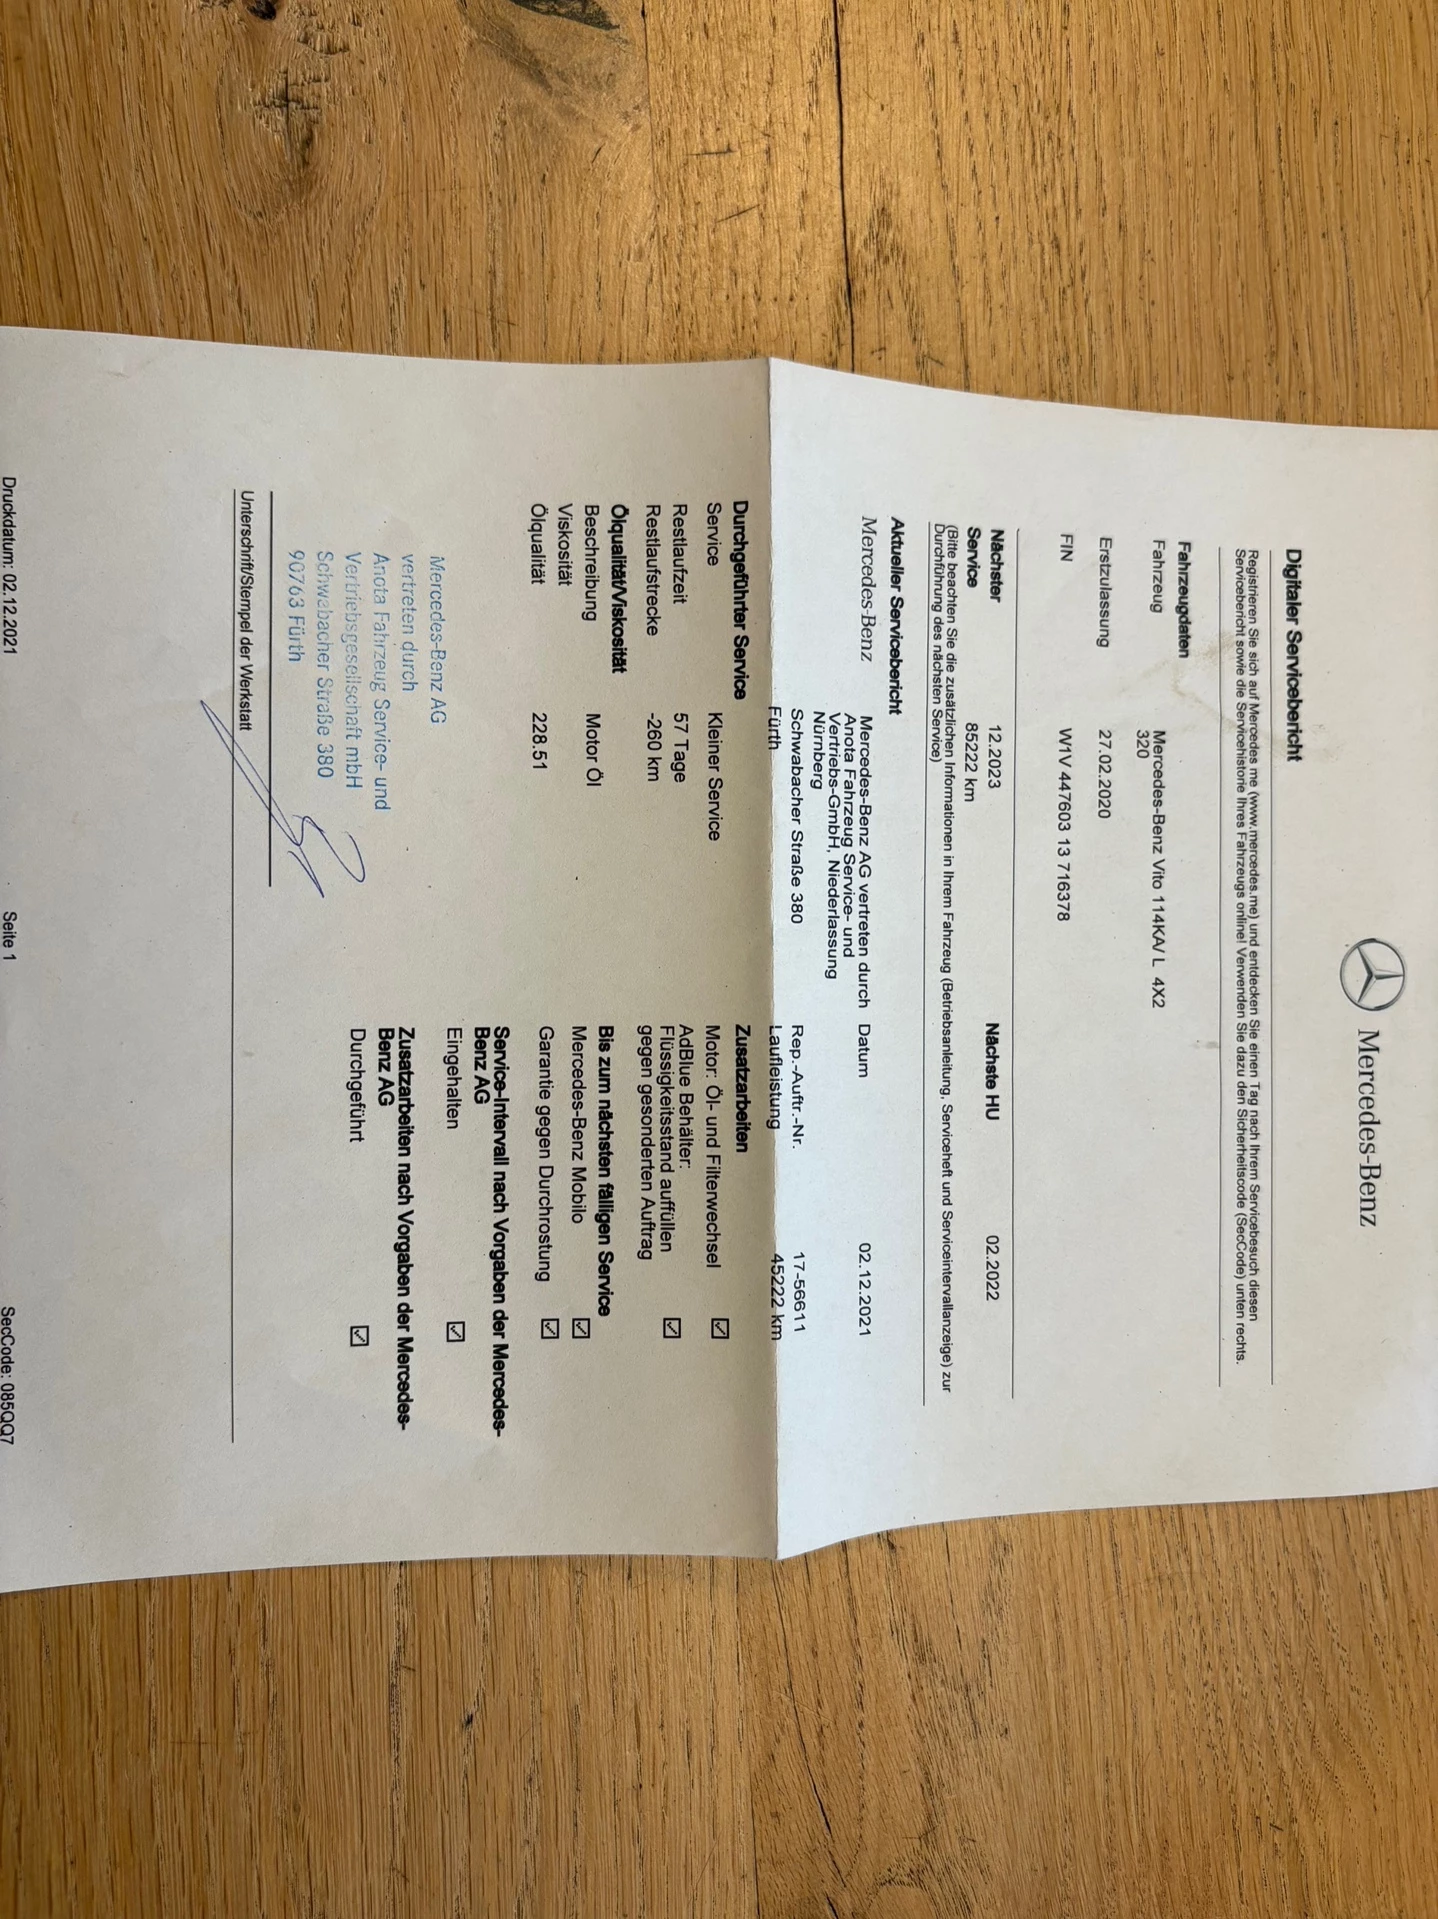 Mercedes-Benz
Digitaler Servicebericht
Registrieren Sie sich auf Mercedes me (www.mercedes.me) und entdecken Sie einen Tag nach Ihrem Servicebesuch diesen
Servicebericht sowie die Servicehistorie Ihres Fahrzeugs online! Verwenden Sie dazu den Sicherheitscode (SecCode) unten rechts.
Fahrzeugdaten
Fahrzeug Mercedes-Benz Vito 114KA/ L 4X2
320
Erstzulassung 27.02.2020
FIN W1V 447603 13 716378
Nächster 12.2023 Nächste HU 02.2022
Service 85222 km
(Bitte beachten Sie die zusätzlichen Informationen in Ihrem Fahrzeug (Betriebsanleitung, Serviceheft und Serviceintervallanzeige) zur
Durchführung des nächsten Service)
Aktueller Servicebericht
Mercedes-Benz Mercedes-Benz AG vertreten durch Datum 02.12.2021
Anota Fahrzeug Service- und
Vertriebs-GmbH, Niederlassung
Nürnberg
Schwabacher Straße 380 Rep.-Auftr.-Nr. 17-56611
Fürth Laufleistung 45222 km
Durchgeführter Service Zusatzarbeiten
Service Kleiner Service Motor: Öl- und Filterwechsel ☑
Restlaufzeit 57 Tage AdBlue Behälter:
Restlaufstrecke -260 km Flüssigkeitsstand auffüllen ☑
gegen gesonderten Auftrag
Ölqualität/Viskosität Bis zum nächsten fälligen Service
Beschreibung Motor Öl Mercedes-Benz Mobilo ☑
Viskosität
Ölqualität 228.51 Garantie gegen Durchrostung ☑
Service-Intervall nach Vorgaben der Mercedes-
Benz AG
Eingehalten ☑
Zusatzarbeiten nach Vorgaben der Mercedes-
Benz AG
Durchgeführt ☑
Mercedes-Benz AG
vertreten durch
Anota Fahrzeug Service- und
Vertriebsgesellschaft mbH
Schwabacher Straße 380
90763 Fürth
Unterschrift/Stempel der Werkstatt
Druckdatum: 02.12.2021 Seite 1 SecCode: 085QQ7